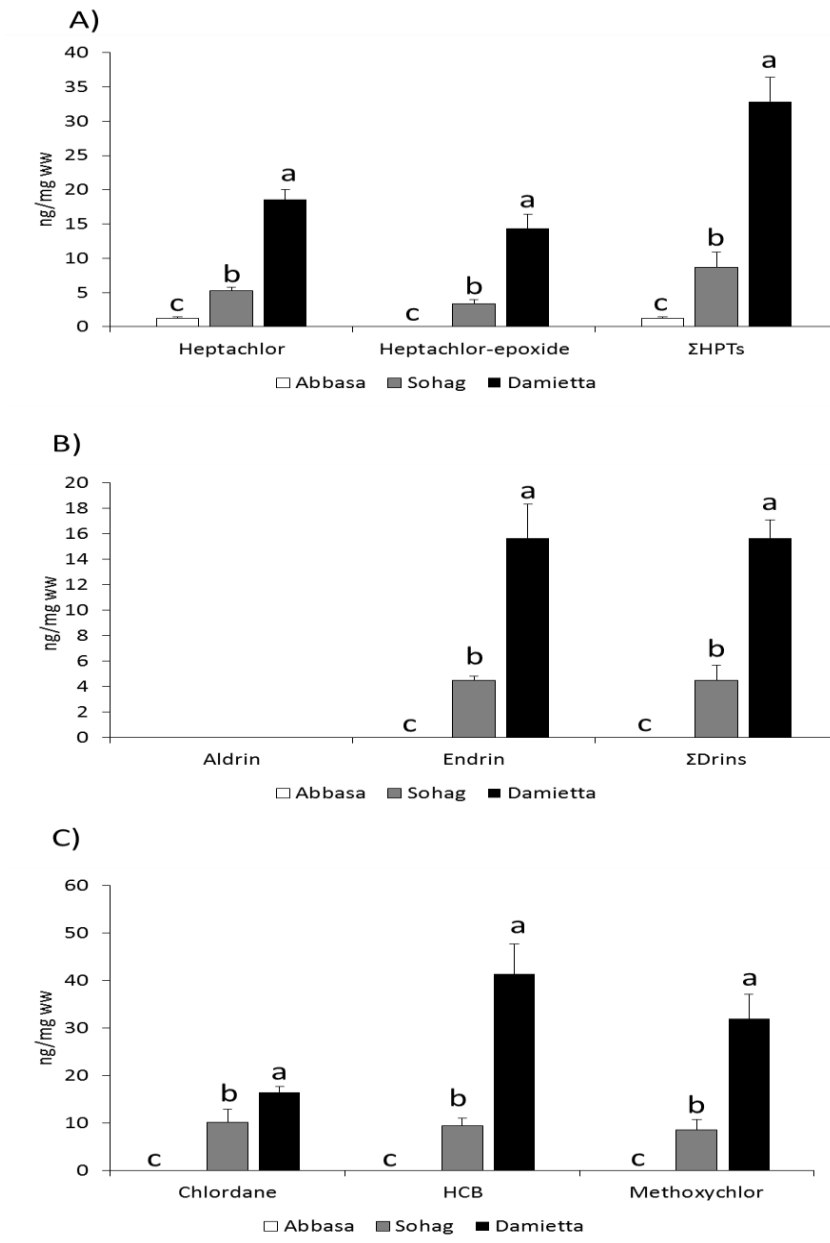 A)
ng/mg ww
40
35
30
25
20
15
10
5
0
c b a
c b a
c b a
Heptachlor Heptachlor-epoxide ΣHPTs
Abbasa Sohag Damietta
B)
ng/mg ww
20
18
16
14
12
10
8
6
4
2
0
c b a
c b a
Aldrin Endrin ΣDrins
Abbasa Sohag Damietta
C)
ng/mg ww
60
50
40
30
20
10
0
c b a
c b a
c b a
Chlordane HCB Methoxychlor
Abbasa Sohag Damietta